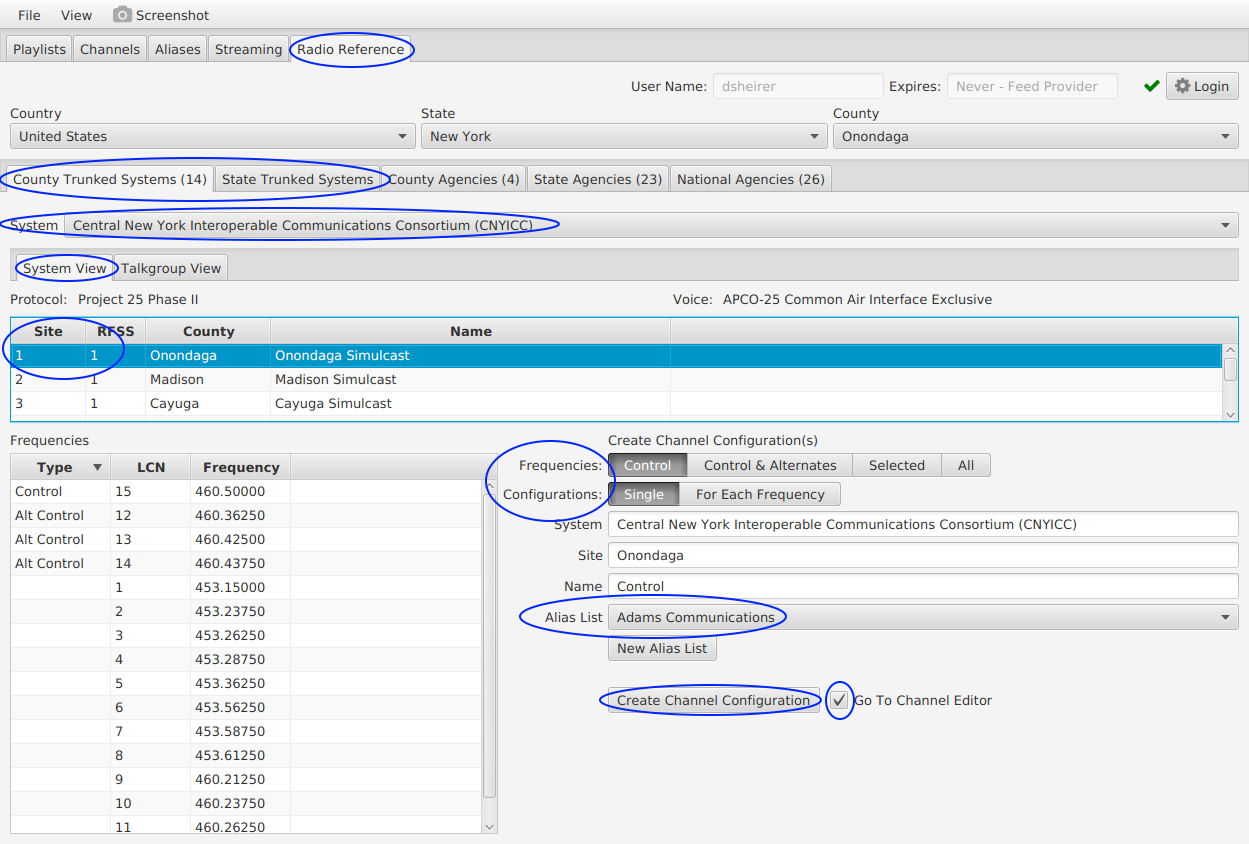 File View Screenshot
Playlists Channels Aliases Streaming Radio Reference
User Name: dsheirer Expires: Never - Feed Provider Login
Country State County
United States New York Onondaga
County Trunked Systems (14) State Trunked Systems County Agencies (4) State Agencies (23) National Agencies (26)
System Central New York Interoperable Communications Consortium (CNYICC)
System View Talkgroup View
Protocol: Project 25 Phase II Voice: APCO-25 Common Air Interface Exclusive
Site RFSS County Name
1 1 Onondaga Onondaga Simulcast
2 1 Madison Madison Simulcast
3 1 Cayuga Cayuga Simulcast
Frequencies
Type LCN Frequency
Control 15 460.50000
Alt Control 12 460.36250
Alt Control 13 460.42500
Alt Control 14 460.43750
1 453.15000
2 453.23750
3 453.26250
4 453.28750
5 453.36250
6 453.56250
7 453.58750
8 453.61250
9 460.21250
10 460.23750
11 460.26250
Create Channel Configuration(s)
Frequencies: Control Control & Alternates Selected All
Configurations: Single For Each Frequency
System Central New York Interoperable Communications Consortium (CNYICC)
Site Onondaga
Name Control
Alias List Adams Communications
New Alias List
Create Channel Configuration Go To Channel Editor